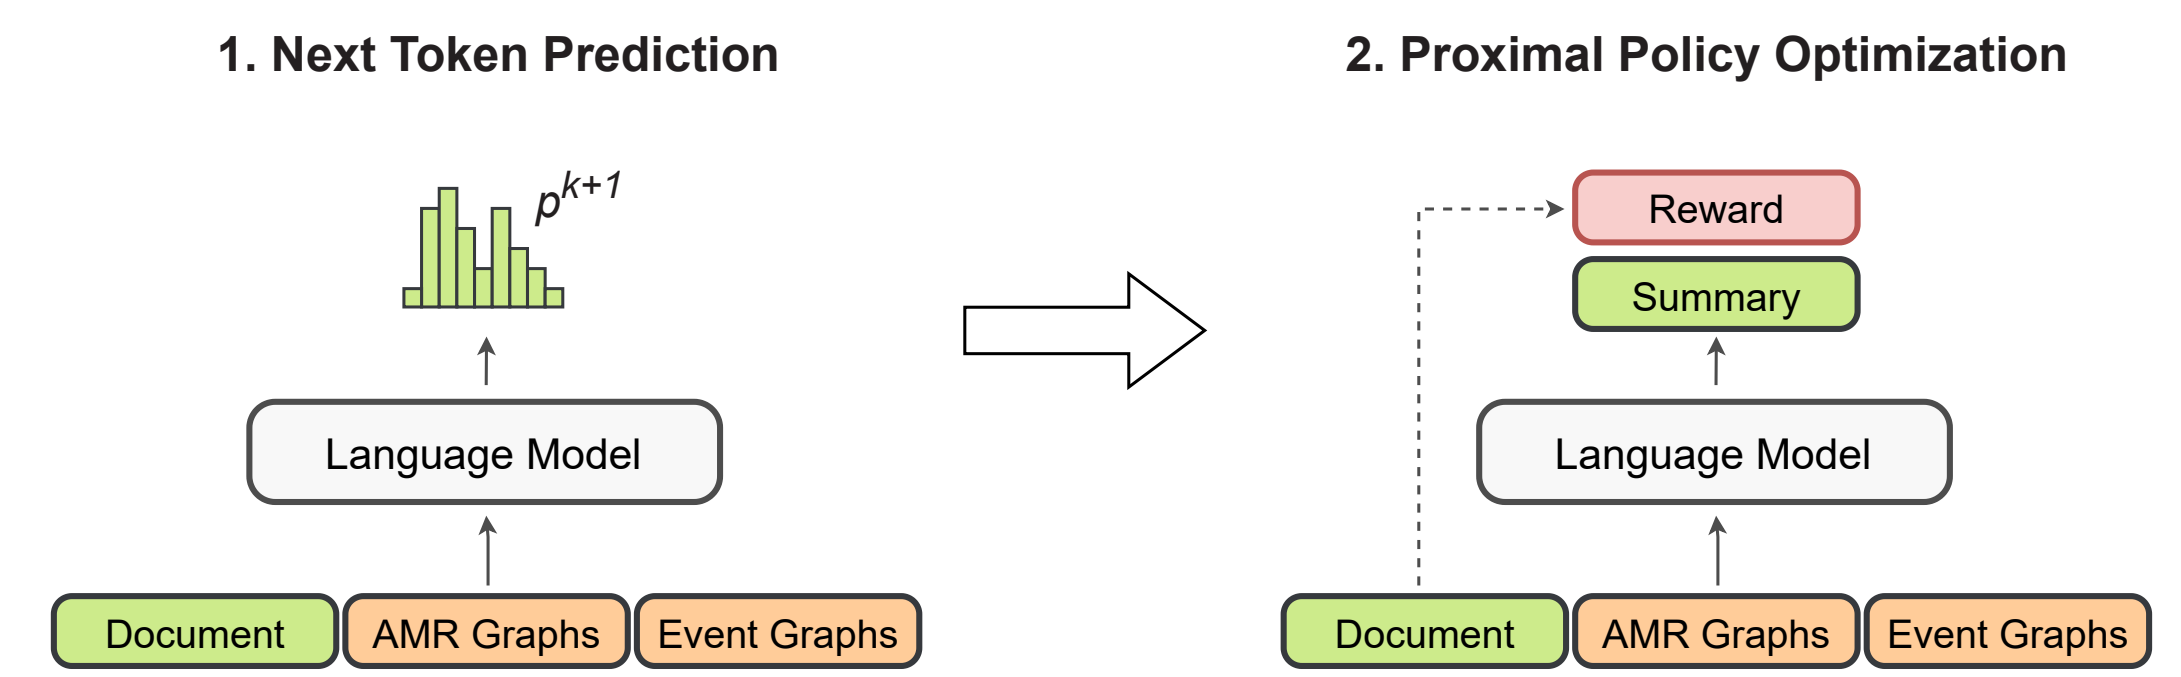 1. Next Token Prediction
p^{k+1}
Language Model
Document
AMR Graphs
Event Graphs
2. Proximal Policy Optimization
Reward
Summary
Language Model
Document
AMR Graphs
Event Graphs